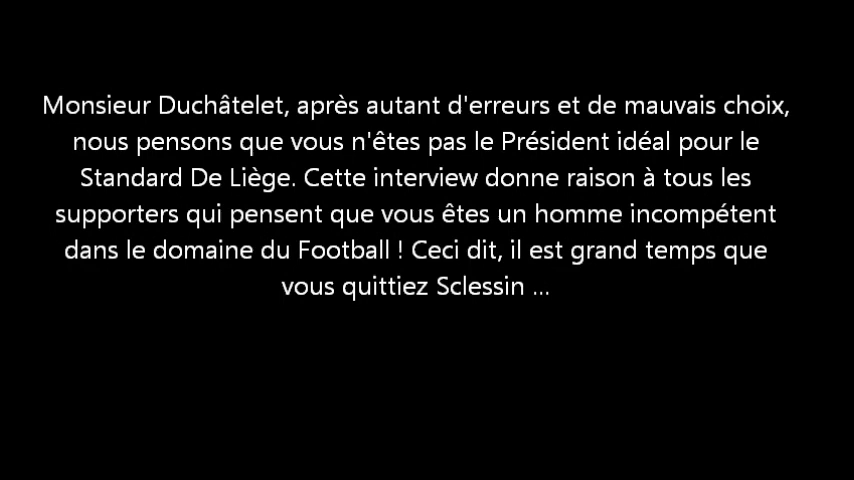 Monsieur Duchâtelet, après autant d'erreurs et de mauvais choix,
nous pensons que vous n'êtes pas le Président idéal pour le
Standard De Liège. Cette interview donne raison à tous les
supporters qui pensent que vous êtes un homme incompétent
dans le domaine du Football ! Ceci dit, il est grand temps que
vous quittiez Sclessin ...